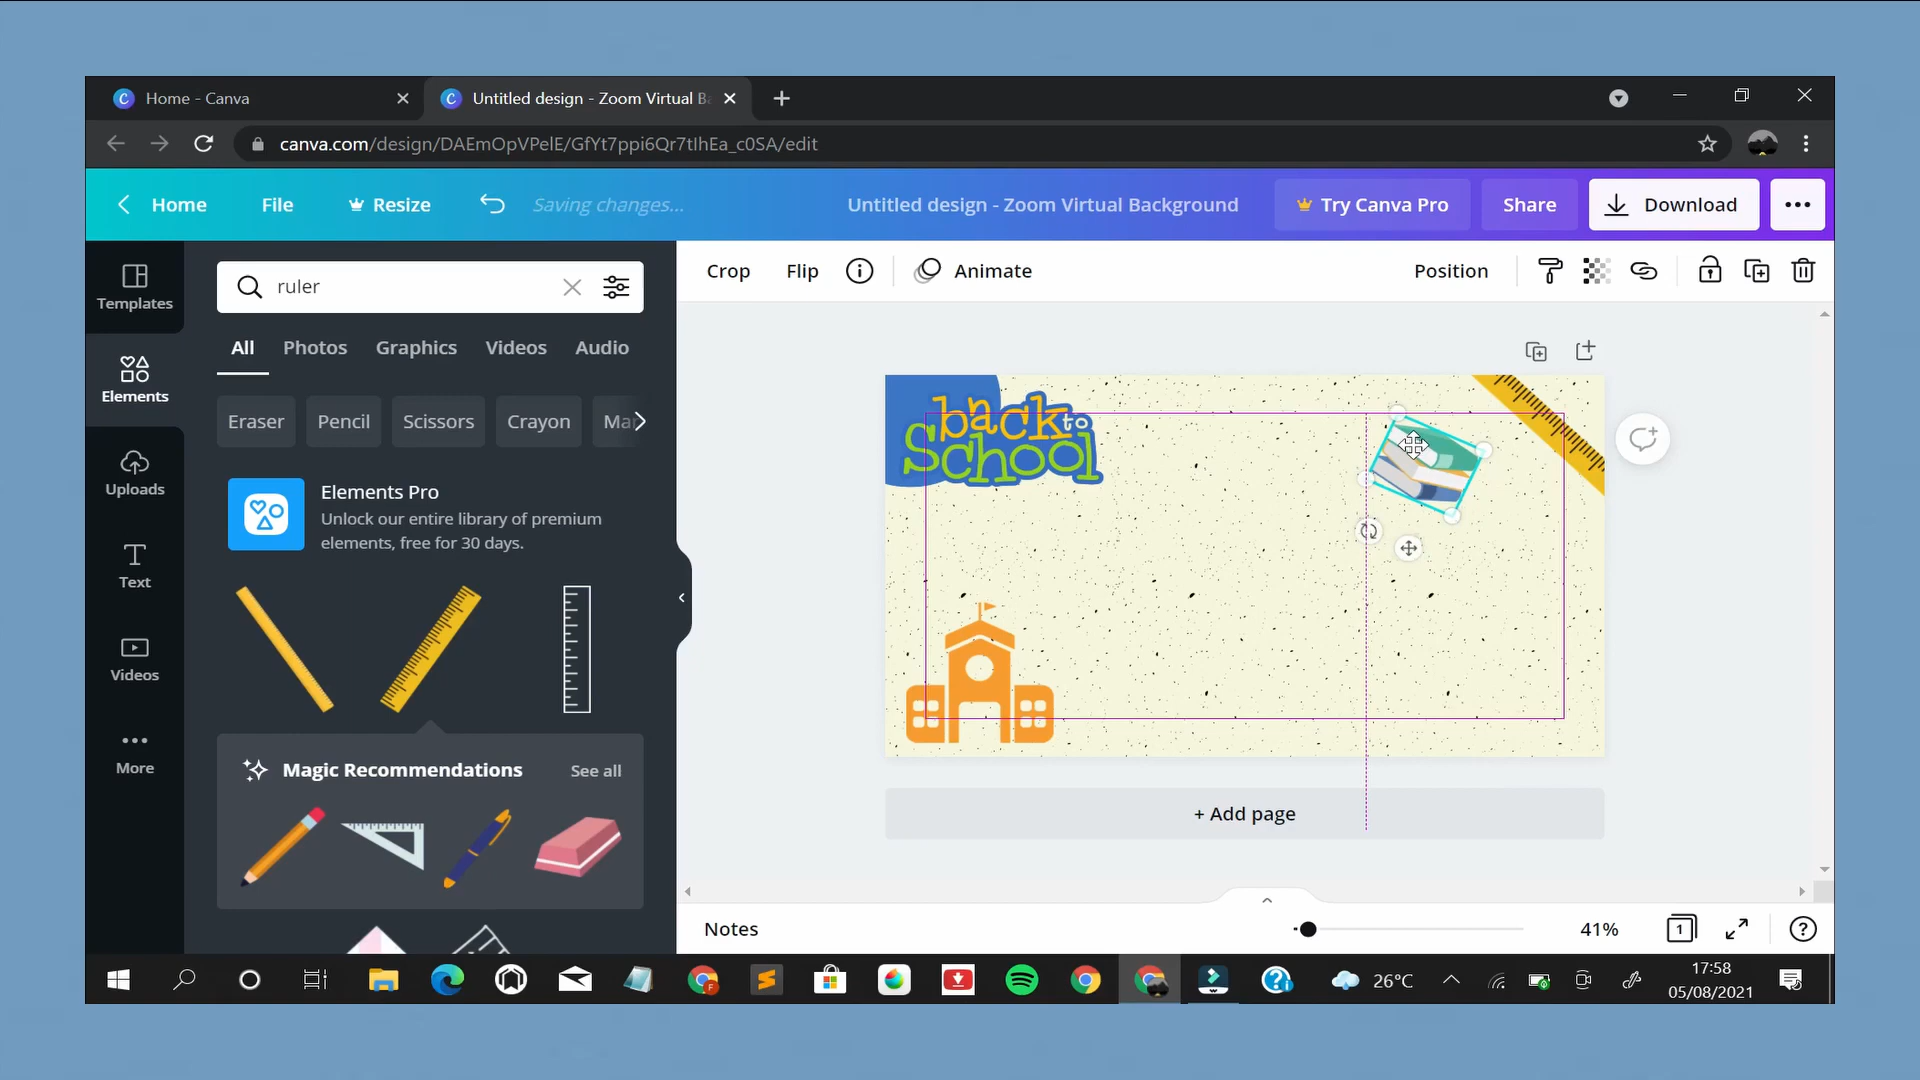 Home - Canva
Untitled design - Zoom Virtual B
canva.com/design/DAEmOpVPelE/GfYt7ppi6Qr7tIhEa_c0SA/edit
Home
File
Resize
Saving changes...
Untitled design - Zoom Virtual Background
Try Canva Pro
Share
Download
Templates
Elements
Uploads
Text
Videos
More
ruler
All
Photos
Graphics
Videos
Audio
Eraser
Pencil
Scissors
Crayon
Ma
Elements Pro
Unlock our entire library of premium
elements, free for 30 days.
Magic Recommendations
See all
Crop
Flip
Animate
Position
back to
School
+ Add page
Notes
41%
1
26°C
17:58
05/08/2021